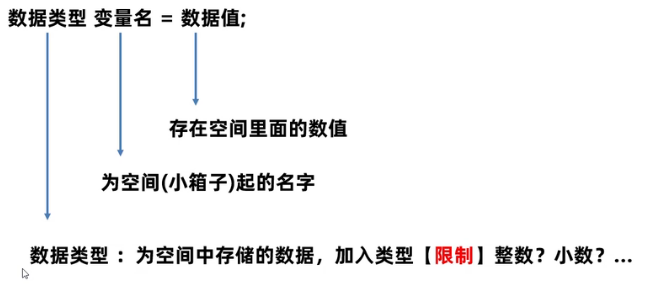 数据类型 变量名 = 数据值;
存在空间里面的数值
为空间(小箱子)起的名字
数据类型 ：为空间中存储的数据，加入类型【限制】整数？小数？...